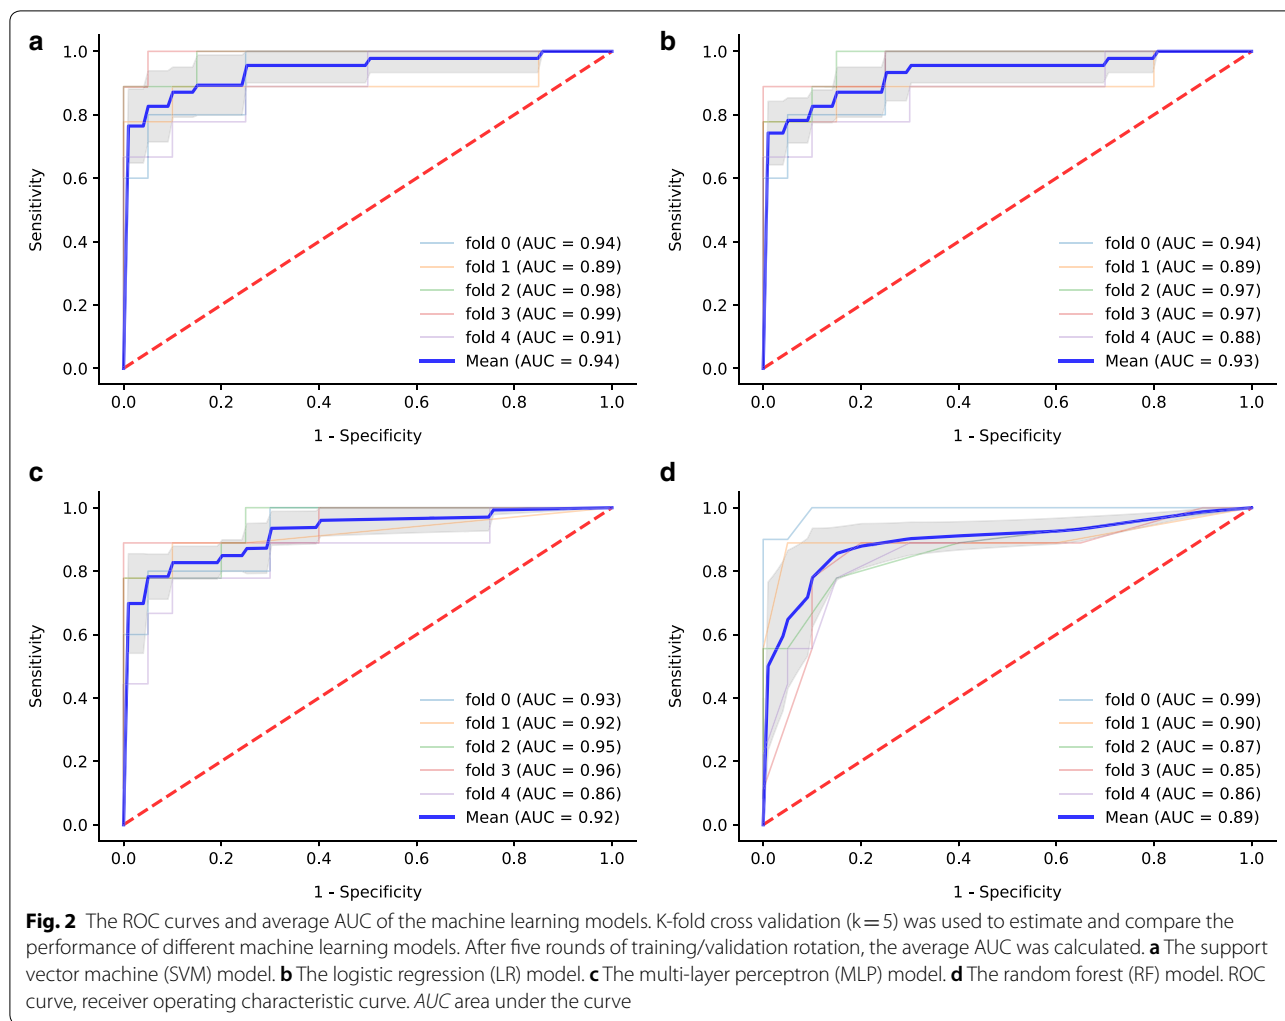 a
1.0
0.8
0.6
0.4
0.2
0.0
Sensitivity
fold 0 (AUC = 0.94)
fold 1 (AUC = 0.89)
fold 2 (AUC = 0.98)
fold 3 (AUC = 0.99)
fold 4 (AUC = 0.91)
Mean (AUC = 0.94)
0.0 0.2 0.4 0.6 0.8 1.0
1 - Specificity
b
1.0
0.8
0.6
0.4
0.2
0.0
Sensitivity
fold 0 (AUC = 0.94)
fold 1 (AUC = 0.89)
fold 2 (AUC = 0.97)
fold 3 (AUC = 0.97)
fold 4 (AUC = 0.88)
Mean (AUC = 0.93)
0.0 0.2 0.4 0.6 0.8 1.0
1 - Specificity
c
1.0
0.8
0.6
0.4
0.2
0.0
Sensitivity
fold 0 (AUC = 0.93)
fold 1 (AUC = 0.92)
fold 2 (AUC = 0.95)
fold 3 (AUC = 0.96)
fold 4 (AUC = 0.86)
Mean (AUC = 0.92)
0.0 0.2 0.4 0.6 0.8 1.0
1 - Specificity
d
1.0
0.8
0.6
0.4
0.2
0.0
Sensitivity
fold 0 (AUC = 0.99)
fold 1 (AUC = 0.90)
fold 2 (AUC = 0.87)
fold 3 (AUC = 0.85)
fold 4 (AUC = 0.86)
Mean (AUC = 0.89)
0.0 0.2 0.4 0.6 0.8 1.0
1 - Specificity
Fig. 2 The ROC curves and average AUC of the machine learning models. K-fold cross validation (k = 5) was used to estimate and compare the
performance of different machine learning models. After five rounds of training/validation rotation, the average AUC was calculated. a The support
vector machine (SVM) model. b The logistic regression (LR) model. c The multi-layer perceptron (MLP) model. d The random forest (RF) model. ROC
curve, receiver operating characteristic curve. AUC area under the curve